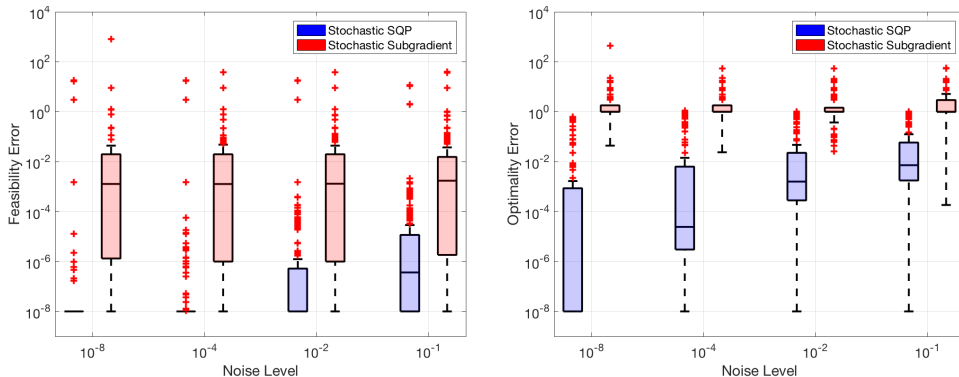 Stochastic SQP
Stochastic Subgradient
10^4
10^2
10^0
10^-2
10^-4
10^-6
10^-8
Feasibility Error
10^-8
10^-4
10^-2
10^-1
Noise Level
Stochastic SQP
Stochastic Subgradient
10^4
10^2
10^0
10^-2
10^-4
10^-6
10^-8
Optimality Error
10^-8
10^-4
10^-2
10^-1
Noise Level